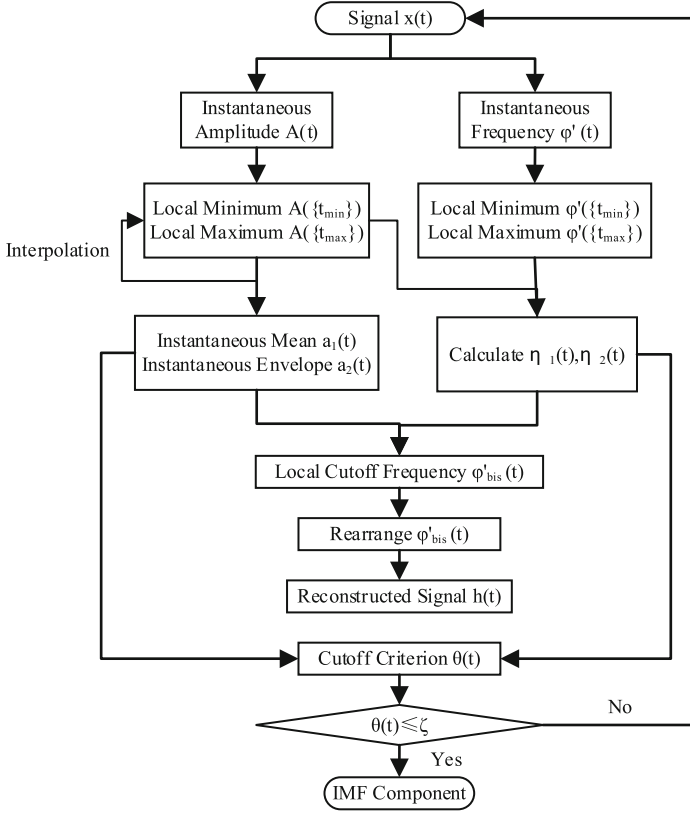 Signal x(t)
Instantaneous
Amplitude A(t)
Instantaneous
Frequency φ' (t)
Local Minimum A({tmin})
Local Maximum A({tmax})
Local Minimum φ'({tmin})
Local Maximum φ'({tmax})
Interpolation
Instantaneous Mean a₁(t)
Instantaneous Envelope a₂(t)
Calculate η ₁(t),η ₂(t)
Local Cutoff Frequency φ'bis (t)
Rearrange φ'bis (t)
Reconstructed Signal h(t)
Cutoff Criterion θ(t)
θ(t)≤ζ
No
Yes
IMF Component